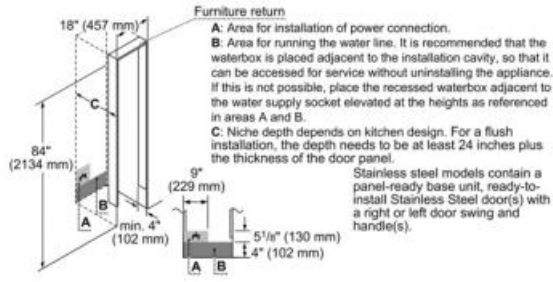 Furniture return
18" (457 mm)
A: Area for installation of power connection.
B: Area for running the water line. It is recommended that the
waterbox is placed adjacent to the installation cavity, so that it
can be accessed for service without uninstalling the appliance.
If this is not possible, place the recessed waterbox adjacent to
the water supply socket elevated at the heights as referenced
in areas A and B.
C: Niche depth depends on kitchen design. For a flush
installation, the depth needs to be at least 24 inches plus
the thickness of the door panel.
Stainless steel models contain a
panel-ready base unit, ready-to-
install Stainless Steel door(s) with
a right or left door swing and
handle(s).
C
84"
(2134 mm)
A
B
min. 4"
(102 mm)
9"
(229 mm)
5 1/8" (130 mm)
4" (102 mm)
A
B